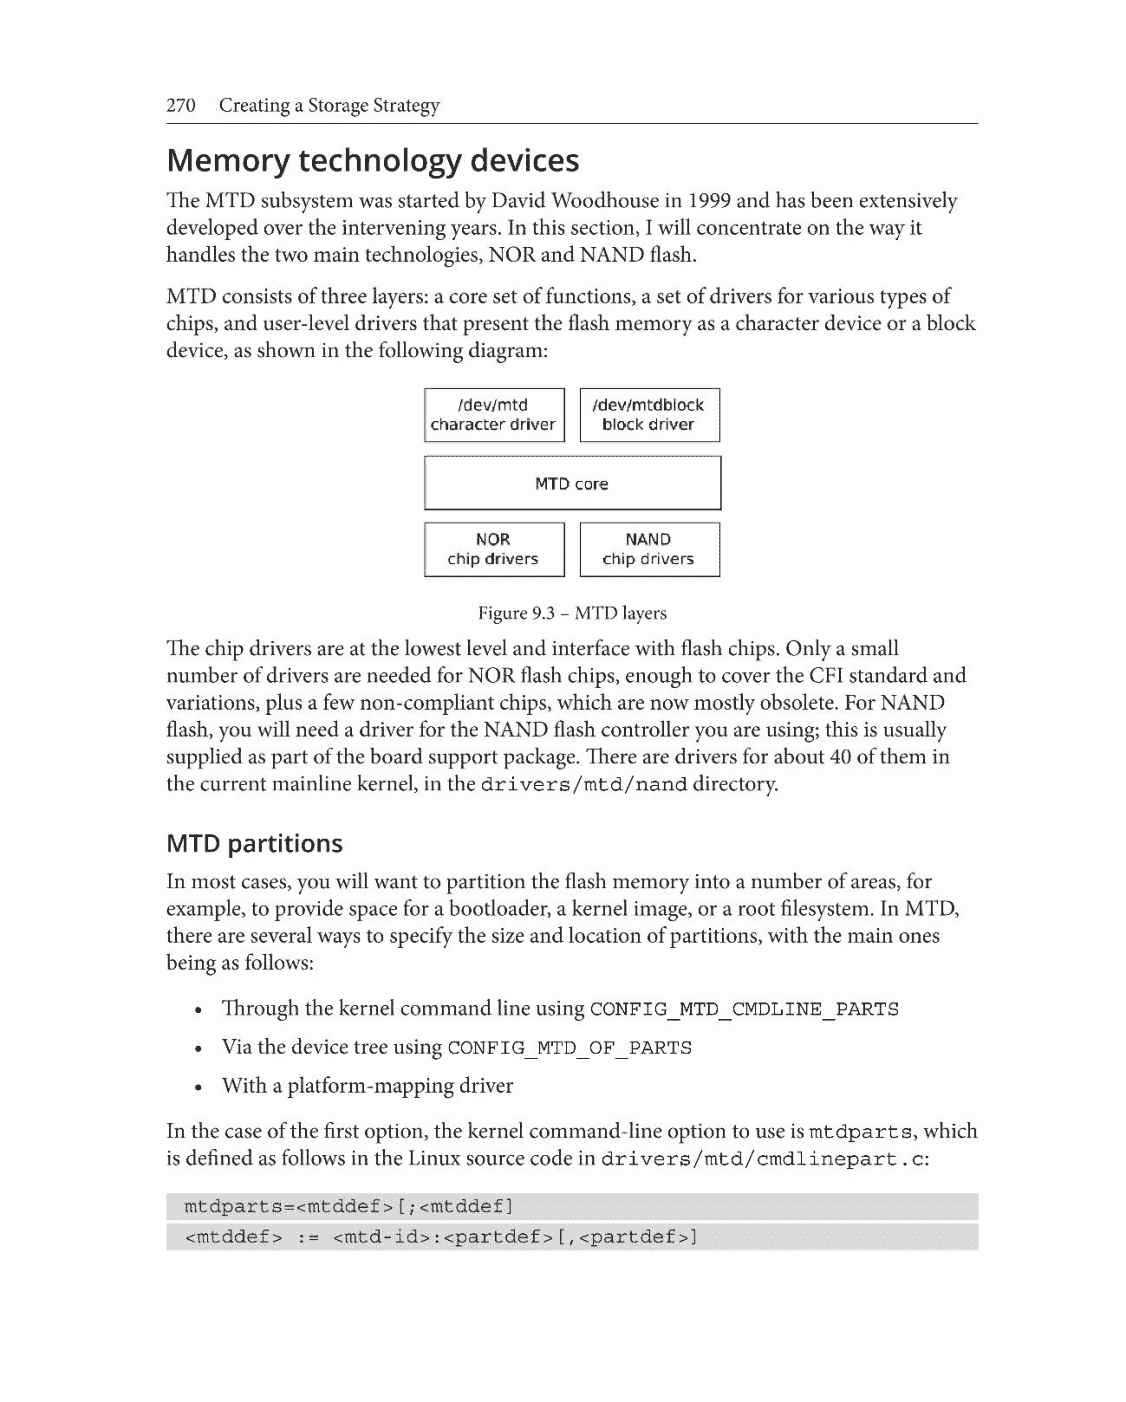 270 Creating a Storage Strategy
Memory technology devices
The MTD subsystem was started by David Woodhouse in 1999 and has been extensively
developed over the intervening years. In this section, I will concentrate on the way it
handles the two main technologies, NOR and NAND flash.
MTD consists of three layers: a core set of functions, a set of drivers for various types of
chips, and user-level drivers that present the flash memory as a character device or a block
device, as shown in the following diagram:
/dev/mtd
character driver
/dev/mtdblock
block driver
MTD core
NOR
chip drivers
NAND
chip drivers
Figure 9.3 – MTD layers
The chip drivers are at the lowest level and interface with flash chips. Only a small
number of drivers are needed for NOR flash chips, enough to cover the CFI standard and
variations, plus a few non-compliant chips, which are now mostly obsolete. For NAND
flash, you will need a driver for the NAND flash controller you are using; this is usually
supplied as part of the board support package. There are drivers for about 40 of them in
the current mainline kernel, in the drivers/mtd/nand directory.
MTD partitions
In most cases, you will want to partition the flash memory into a number of areas, for
example, to provide space for a bootloader, a kernel image, or a root filesystem. In MTD,
there are several ways to specify the size and location of partitions, with the main ones
being as follows:
• Through the kernel command line using CONFIG_MTD_CMDLINE_PARTS
• Via the device tree using CONFIG_MTD_OF_PARTS
• With a platform-mapping driver
In the case of the first option, the kernel command-line option to use is mtdparts, which
is defined as follows in the Linux source code in drivers/mtd/cmdlinepart.c:
mtdparts=<mtddef>[;<mtddef]
<mtddef> := <mtd-id>:<partdef>[,<partdef>]